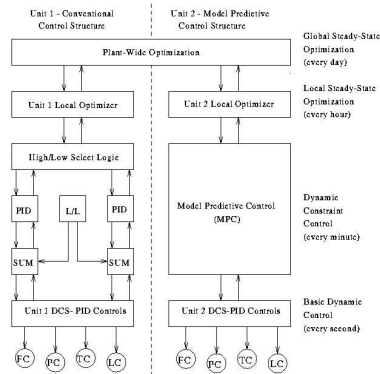 Unit 1 - Conventional
Control Structure
Unit 2 - Model Predictive
Control Structure
Plant-Wide Optimization
Global Steady-State
Optimization
(every day)
Unit 1 Local Optimizer
Unit 2 Local Optimizer
Local Steady-State
Optimization
(every hour)
High/Low Select Logic
PID
L/L
PID
SUM
SUM
Model Predictive Control
(MPC)
Dynamic
Constraint
Control
(every minute)
Unit 1 DCS- PID Controls
Unit 2 DCS-PID Controls
Basic Dynamic
Control
(every second)
FC
PC
TC
LC
FC
PC
TC
LC